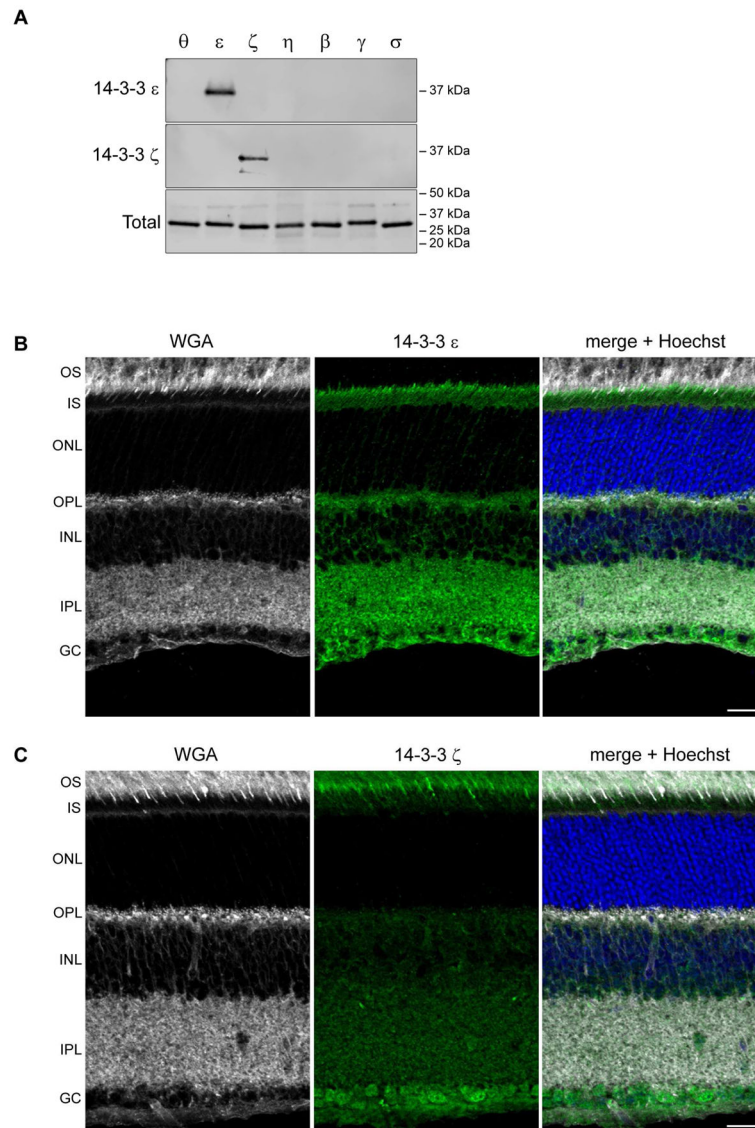 A
θ ε ζ η β γ σ
14-3-3 ε
– 37 kDa
14-3-3 ζ
– 37 kDa
Total
– 50 kDa
– 37 kDa
– 25 kDa
– 20 kDa
B
WGA 14-3-3 ε merge + Hoechst
OS
IS
ONL
OPL
INL
IPL
GC
C
WGA 14-3-3 ζ merge + Hoechst
OS
IS
ONL
OPL
INL
IPL
GC